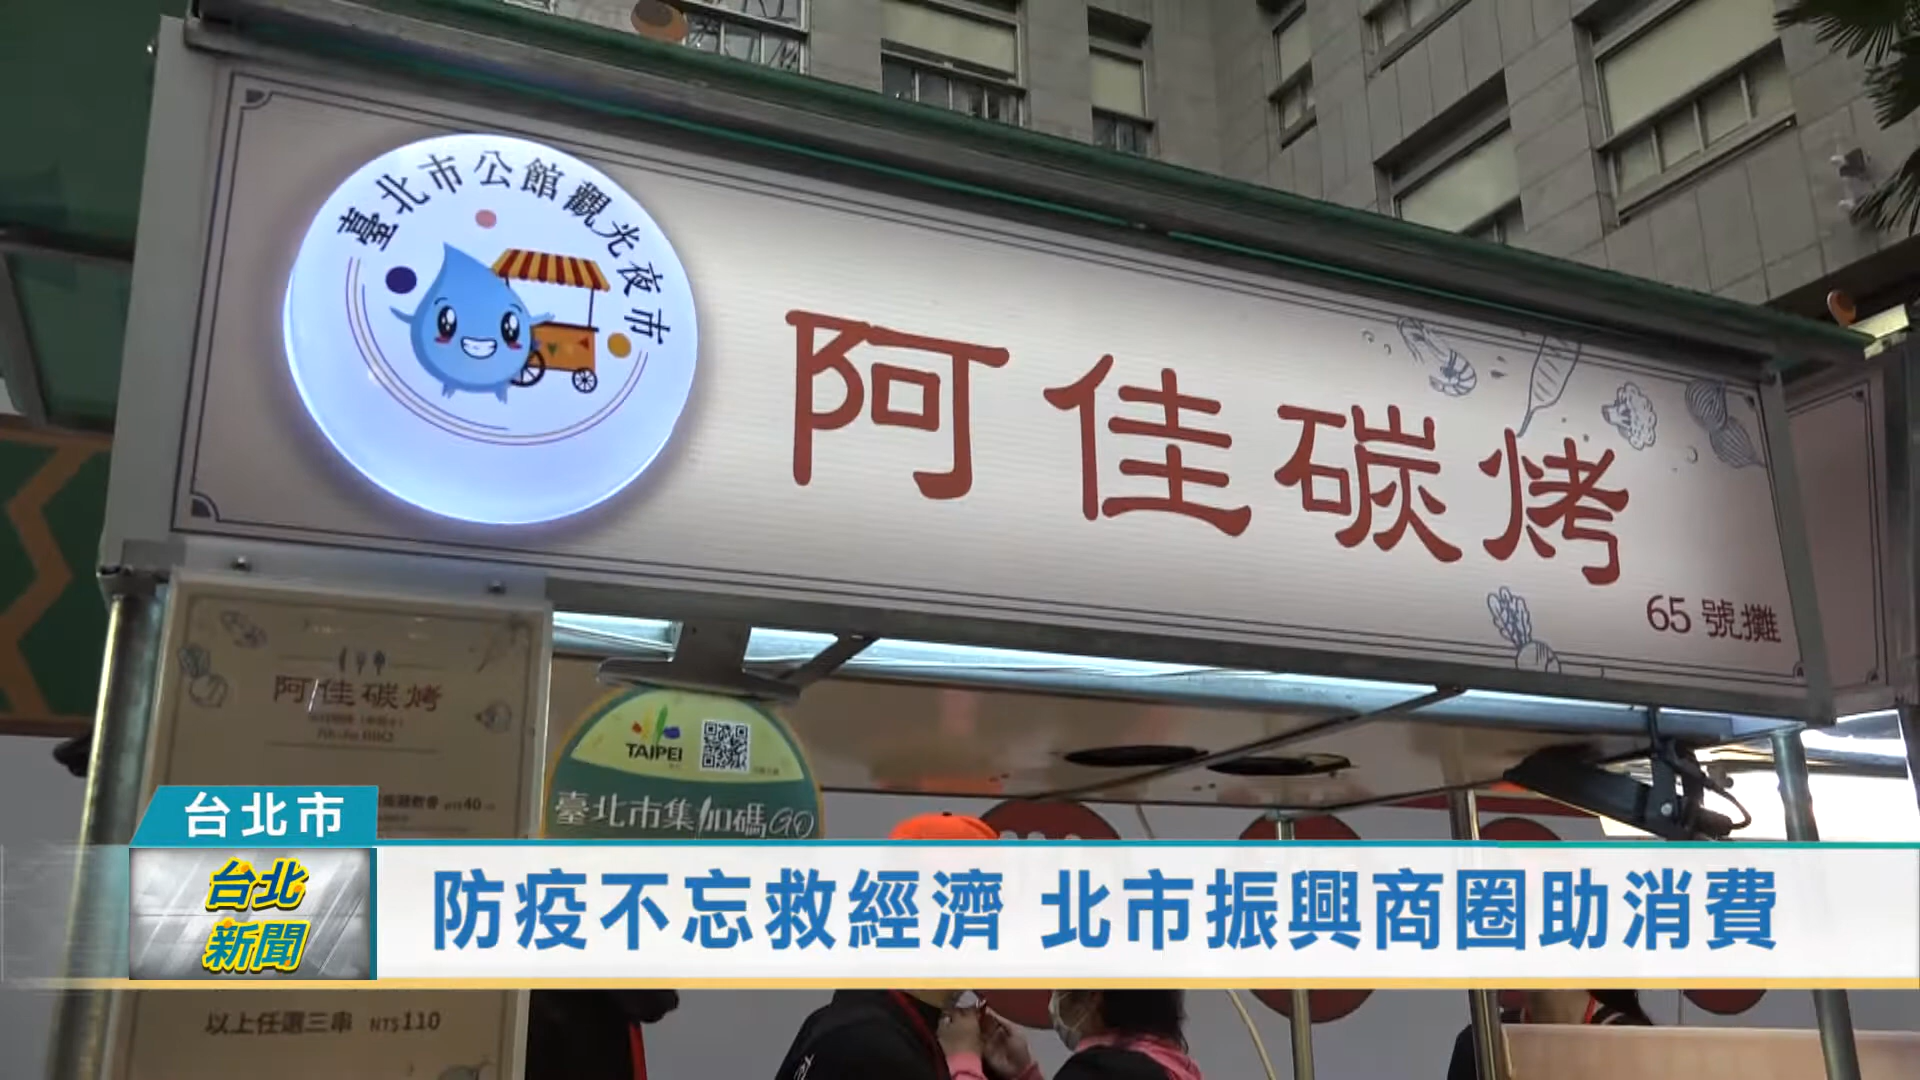 臺北市公館觀光夜市
阿佳碳烤
65 號攤
阿佳碳烤
TAIPEI
臺北市集加碼GO
40
台北市
台北
新聞
防疫不忘救經濟 北市振興商圈助消費
以上任選三串 NT$110